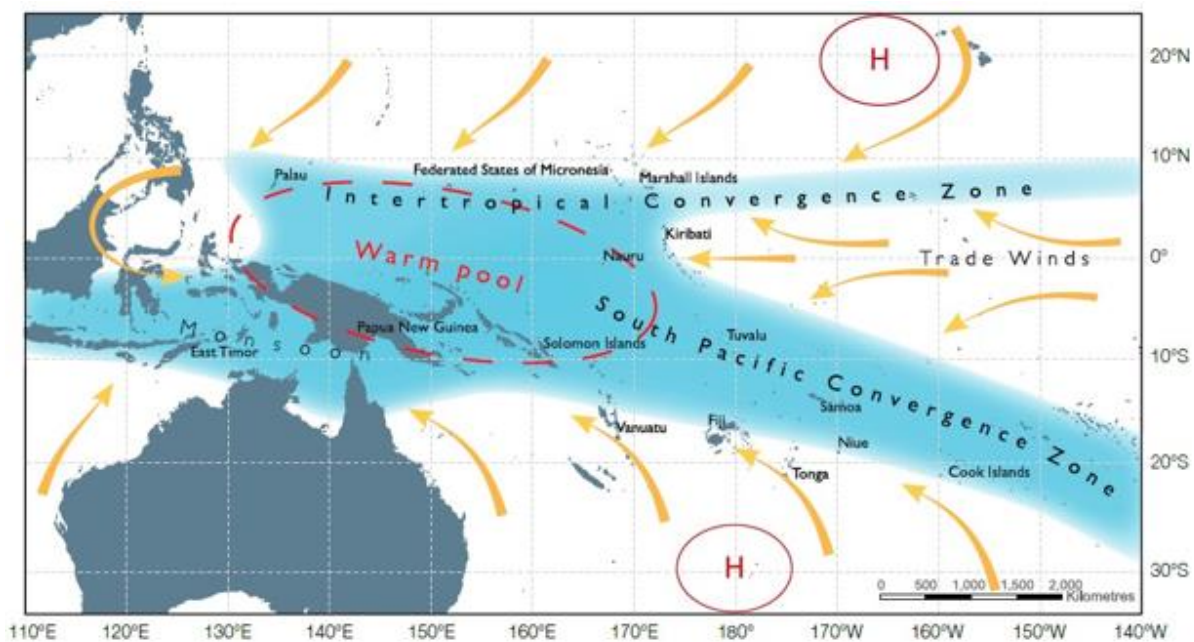 H
20°N
10°N
Palau
Federated States of Micronesia
Marshall Islands
Intertropical Convergence Zone
Kiribati
Warm pool
Nauru
Trade Winds
0°
Monsoon
East Timor
Papua New Guinea
Solomon Islands
South Pacific Convergence Zone
Tuvalu
10°S
Samoa
Vanuatu
Fiji
Niue
Tonga
Cook Islands
20°S
H
30°S
0 500 1,000 1,500 2,000
Kilometres
110°E 120°E 130°E 140°E 150°E 160°E 170°E 180° 170°W 160°W 150°W 140°W